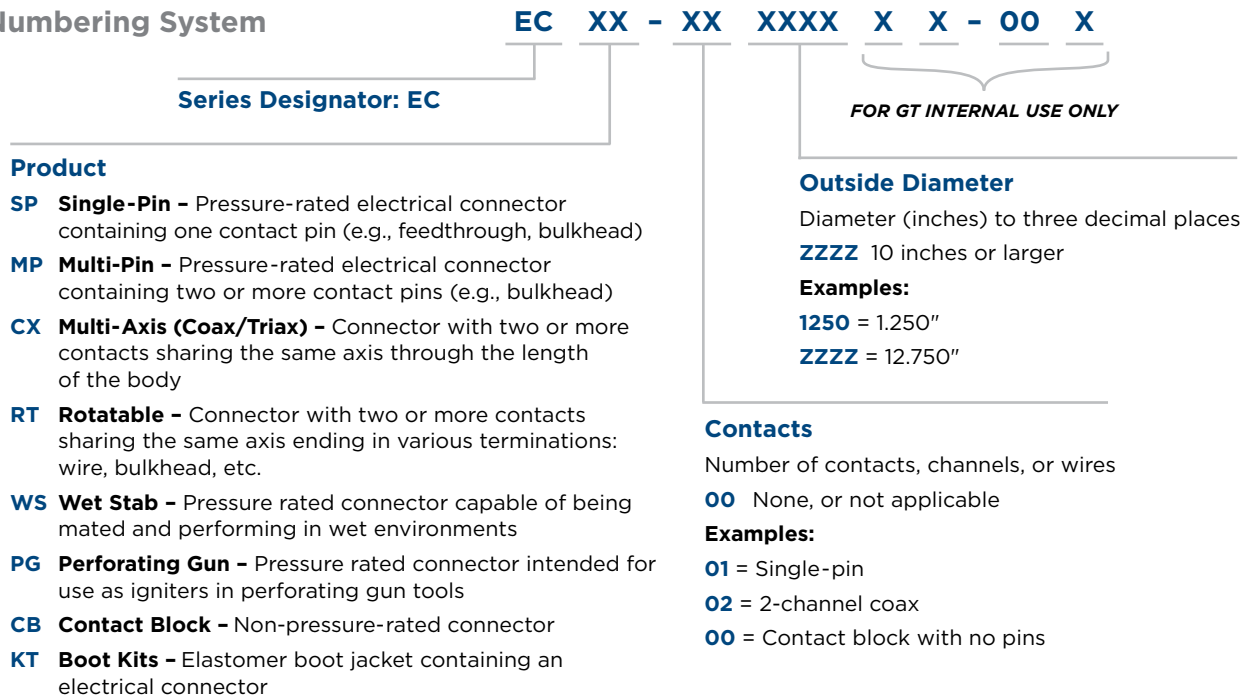 Numbering System
EC XX – XX XXXX X X – 00 X
Series Designator: EC
FOR GT INTERNAL USE ONLY
Product
SP Single-Pin – Pressure-rated electrical connector
containing one contact pin (e.g., feedthrough, bulkhead)
MP Multi-Pin – Pressure-rated electrical connector
containing two or more contact pins (e.g., bulkhead)
CX Multi-Axis (Coax/Triax) – Connector with two or more
contacts sharing the same axis through the length
of the body
RT Rotatable – Connector with two or more contacts
sharing the same axis ending in various terminations:
wire, bulkhead, etc.
WS Wet Stab – Pressure rated connector capable of being
mated and performing in wet environments
PG Perforating Gun – Pressure rated connector intended for
use as igniters in perforating gun tools
CB Contact Block – Non-pressure-rated connector
KT Boot Kits – Elastomer boot jacket containing an
electrical connector
Outside Diameter
Diameter (inches) to three decimal places
ZZZZ 10 inches or larger
Examples:
1250 = 1.250"
ZZZZ = 12.750"
Contacts
Number of contacts, channels, or wires
00 None, or not applicable
Examples:
01 = Single-pin
02 = 2-channel coax
00 = Contact block with no pins